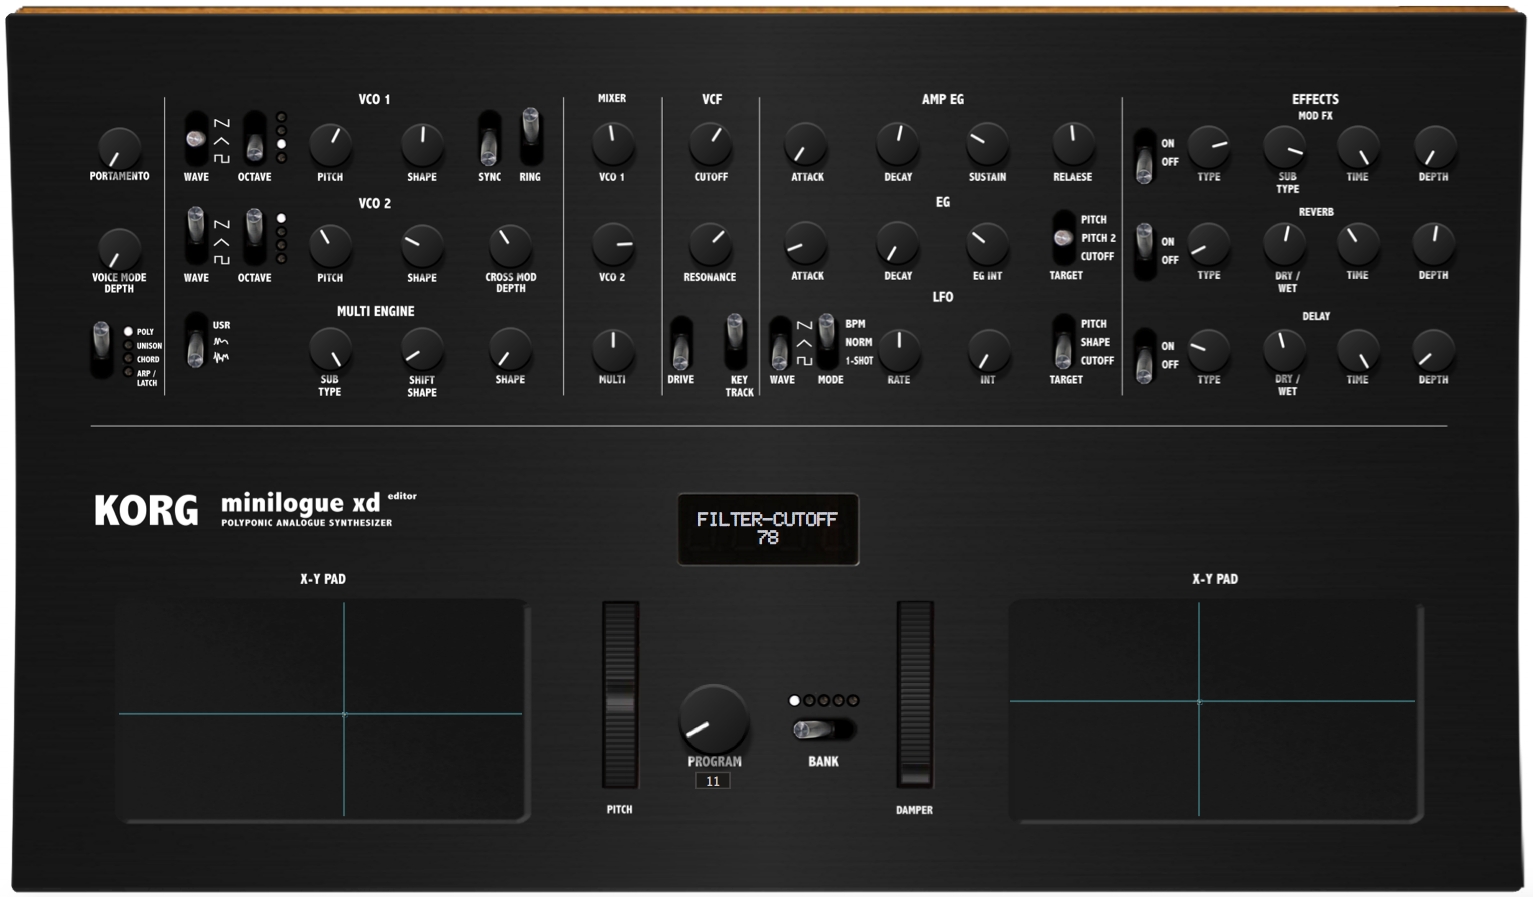 VCO 1
MIXER
VCF
AMP EG
EFFECTS
MOD FX
ON
OFF
PORTAMENTO
WAVE
OCTAVE
PITCH
SHAPE
SYNC
RING
VCO 1
CUTOFF
ATTACK
DECAY
SUSTAIN
RELAESE
TYPE
SUB
TYPE
TIME
DEPTH
VCO 2
EG
REVERB
PITCH
PITCH 2
CUTOFF
ON
OFF
VOICE MODE
DEPTH
WAVE
OCTAVE
PITCH
SHAPE
CROSS MOD
DEPTH
VCO 2
RESONANCE
ATTACK
DECAY
EG INT
TARGET
TYPE
DRY /
WET
TIME
DEPTH
MULTI ENGINE
LFO
DELAY
POLY
UNISON
CHORD
ARP /
LATCH
USR
BPM
NORM
1-SHOT
PITCH
SHAPE
CUTOFF
ON
OFF
SUB
TYPE
SHIFT
SHAPE
SHAPE
MULTI
DRIVE
KEY
TRACK
WAVE
MODE
RATE
INT
TARGET
TYPE
DRY /
WET
TIME
DEPTH
KORG
minilogue xd editor
POLYPONIC ANALOGUE SYNTHESIZER
FILTER-CUTOFF
78
X-Y PAD
X-Y PAD
PROGRAM
11
BANK
PITCH
DAMPER